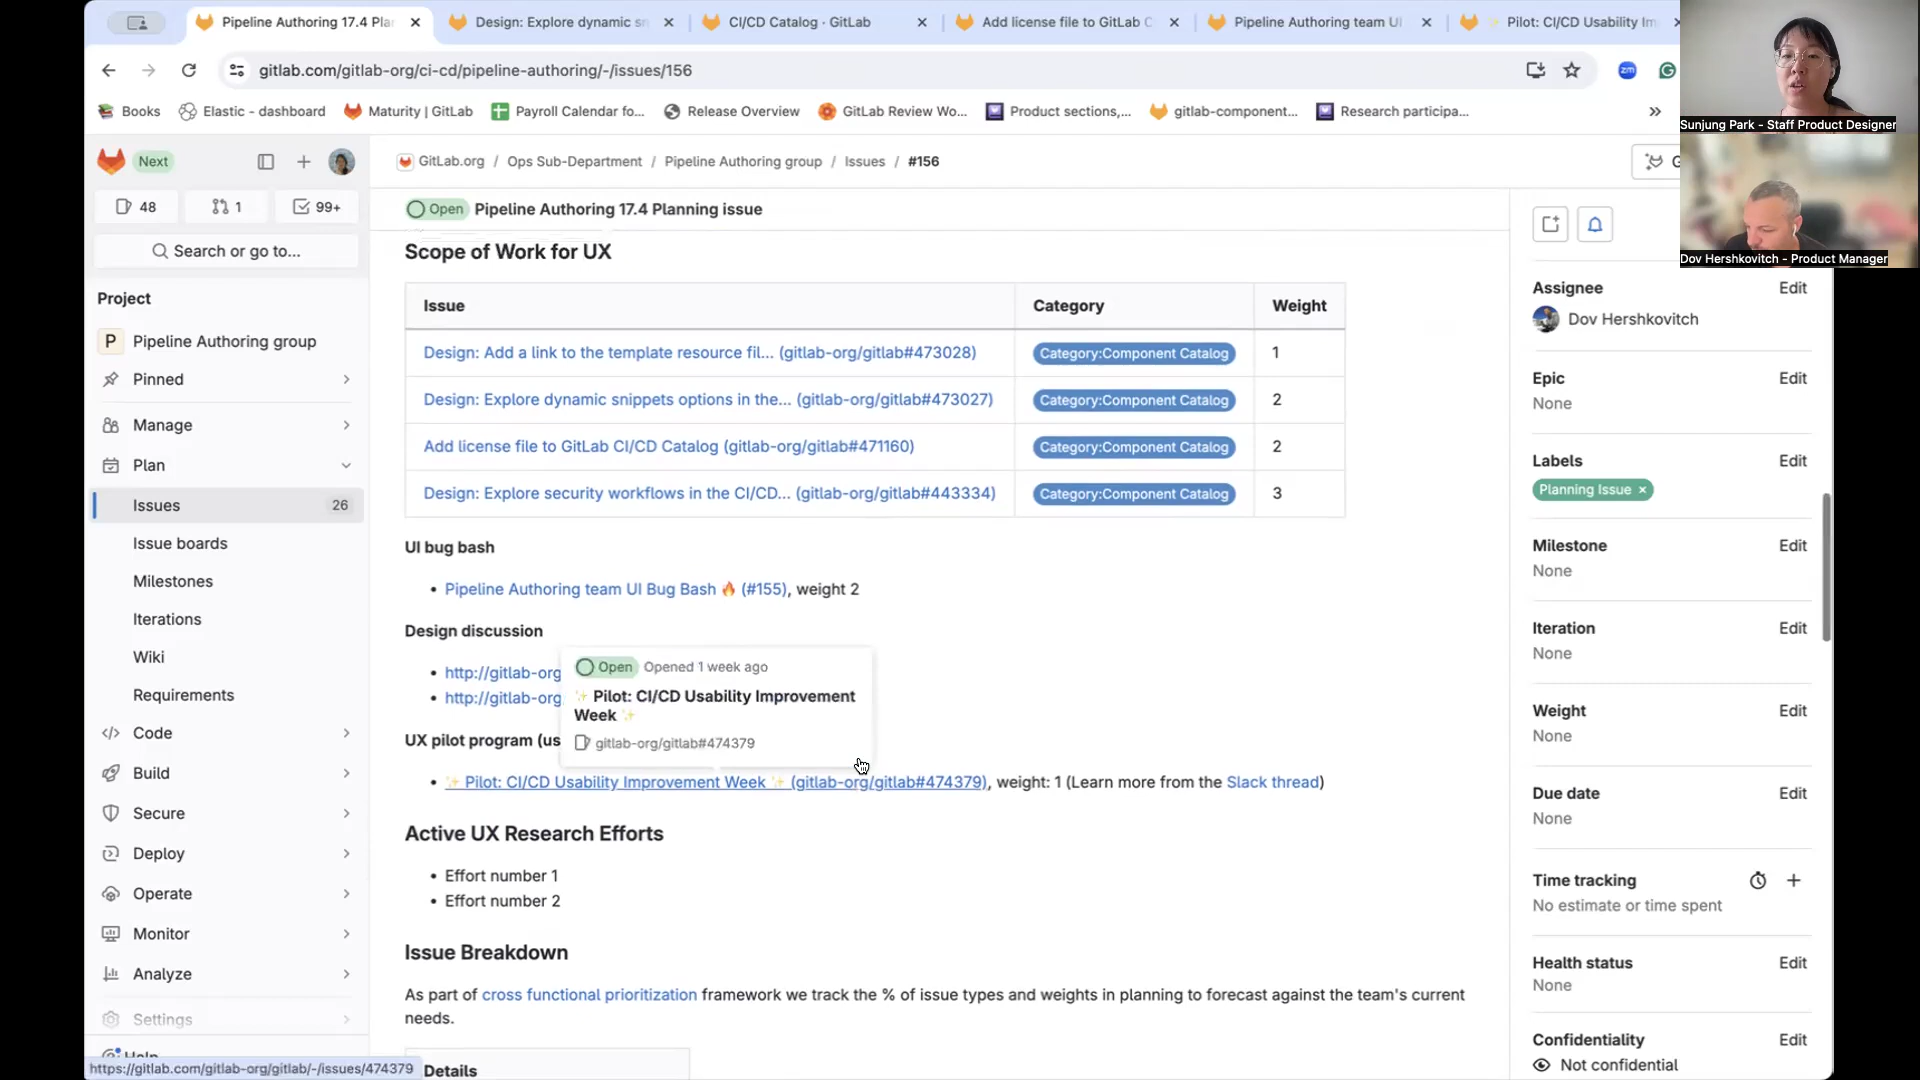 Pipeline Authoring 17.4 Pla
Design: Explore dynamic sn
CI/CD Catalog · GitLab
Add license file to GitLab C
Pipeline Authoring team UI
Pilot: CI/CD Usability Im
gitlab.com/gitlab-org/ci-cd/pipeline-authoring/-/issues/156
zm
Books
Elastic - dashboard
Maturity | GitLab
Payroll Calendar fo...
Release Overview
GitLab Review Wo...
Product sections,...
gitlab-component...
Research participa...
Sunjung Park - Staff Product Designer
Dov Hershkovitch - Product Manager
Next
48
1
99+
Search or go to...
Project
P Pipeline Authoring group
Pinned
Manage
Plan
Issues 26
Issue boards
Milestones
Iterations
Wiki
Requirements
Code
Build
Secure
Deploy
Operate
Monitor
Analyze
Settings
Help
https://gitlab.com/gitlab-org/gitlab/-/issues/474379
GitLab.org / Ops Sub-Department / Pipeline Authoring group / Issues / #156
Open Pipeline Authoring 17.4 Planning issue
Scope of Work for UX
Issue Category Weight
Design: Add a link to the template resource fil... (gitlab-org/gitlab#473028) Category:Component Catalog 1
Design: Explore dynamic snippets options in the... (gitlab-org/gitlab#473027) Category:Component Catalog 2
Add license file to GitLab CI/CD Catalog (gitlab-org/gitlab#471160) Category:Component Catalog 2
Design: Explore security workflows in the CI/CD... (gitlab-org/gitlab#443334) Category:Component Catalog 3
UI bug bash
• Pipeline Authoring team UI Bug Bash 🔥 (#155), weight 2
Design discussion
• http://gitlab-org
• http://gitlab-org
Open Opened 1 week ago
✨ Pilot: CI/CD Usability Improvement
Week ✨
gitlab-org/gitlab#474379
UX pilot program (us
• ✨ Pilot: CI/CD Usability Improvement Week ✨ (gitlab-org/gitlab#474379), weight: 1 (Learn more from the Slack thread)
Active UX Research Efforts
• Effort number 1
• Effort number 2
Issue Breakdown
As part of cross functional prioritization framework we track the % of issue types and weights in planning to forecast against the team's current
needs.
Details
Assignee Edit
Dov Hershkovitch
Epic Edit
None
Labels Edit
Planning Issue ×
Milestone Edit
None
Iteration Edit
None
Weight Edit
None
Due date Edit
None
Time tracking
No estimate or time spent
Health status Edit
None
Confidentiality Edit
Not confidential